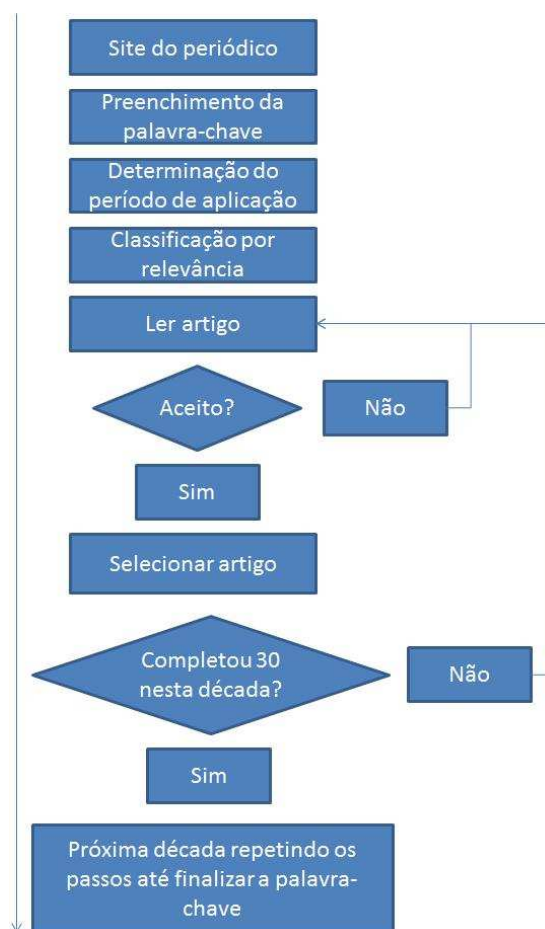 Site do periódico
Preenchimento da
palavra-chave
Determinação do
período de aplicação
Classificação por
relevância
Ler artigo
Aceito?
Não
Sim
Selecionar artigo
Completou 30
nesta década?
Não
Sim
Próxima década repetindo os
passos até finalizar a palavra-
chave